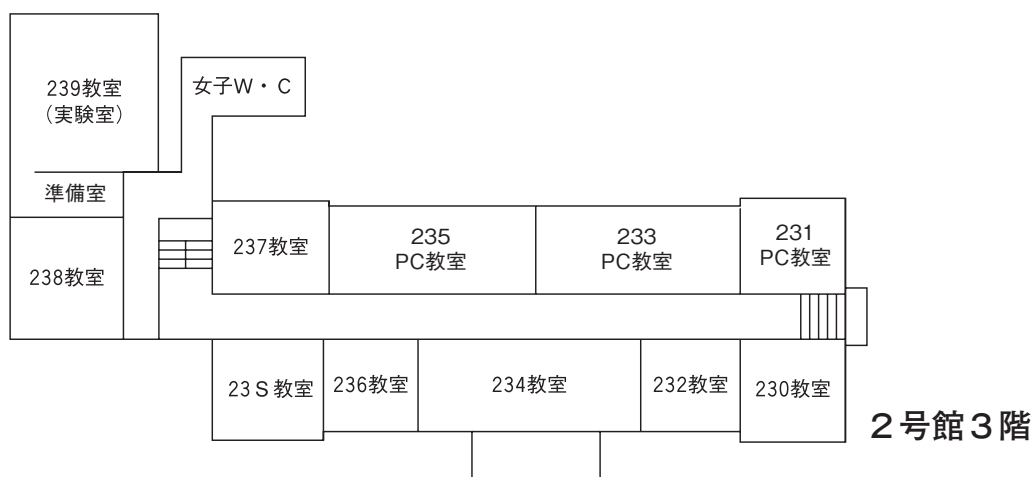 239教室
（実験室）
女子W・C
準備室
238教室
237教室
235
PC教室
233
PC教室
231
PC教室
23S教室
236教室
234教室
232教室
230教室
２号館３階